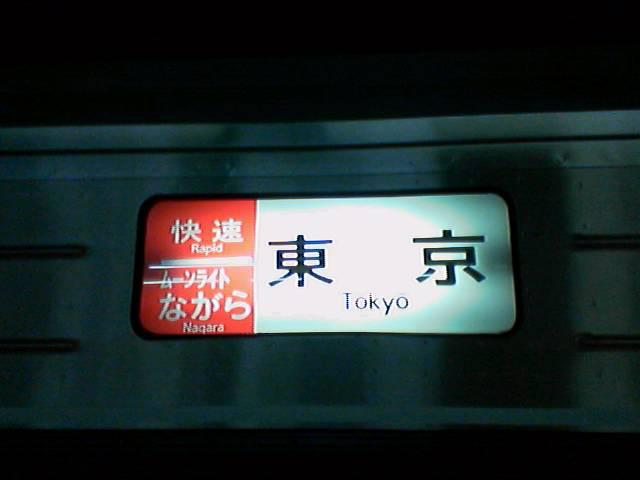 快速
Rapid
ムーンライト
ながら
Nagara
東京
Tokyo